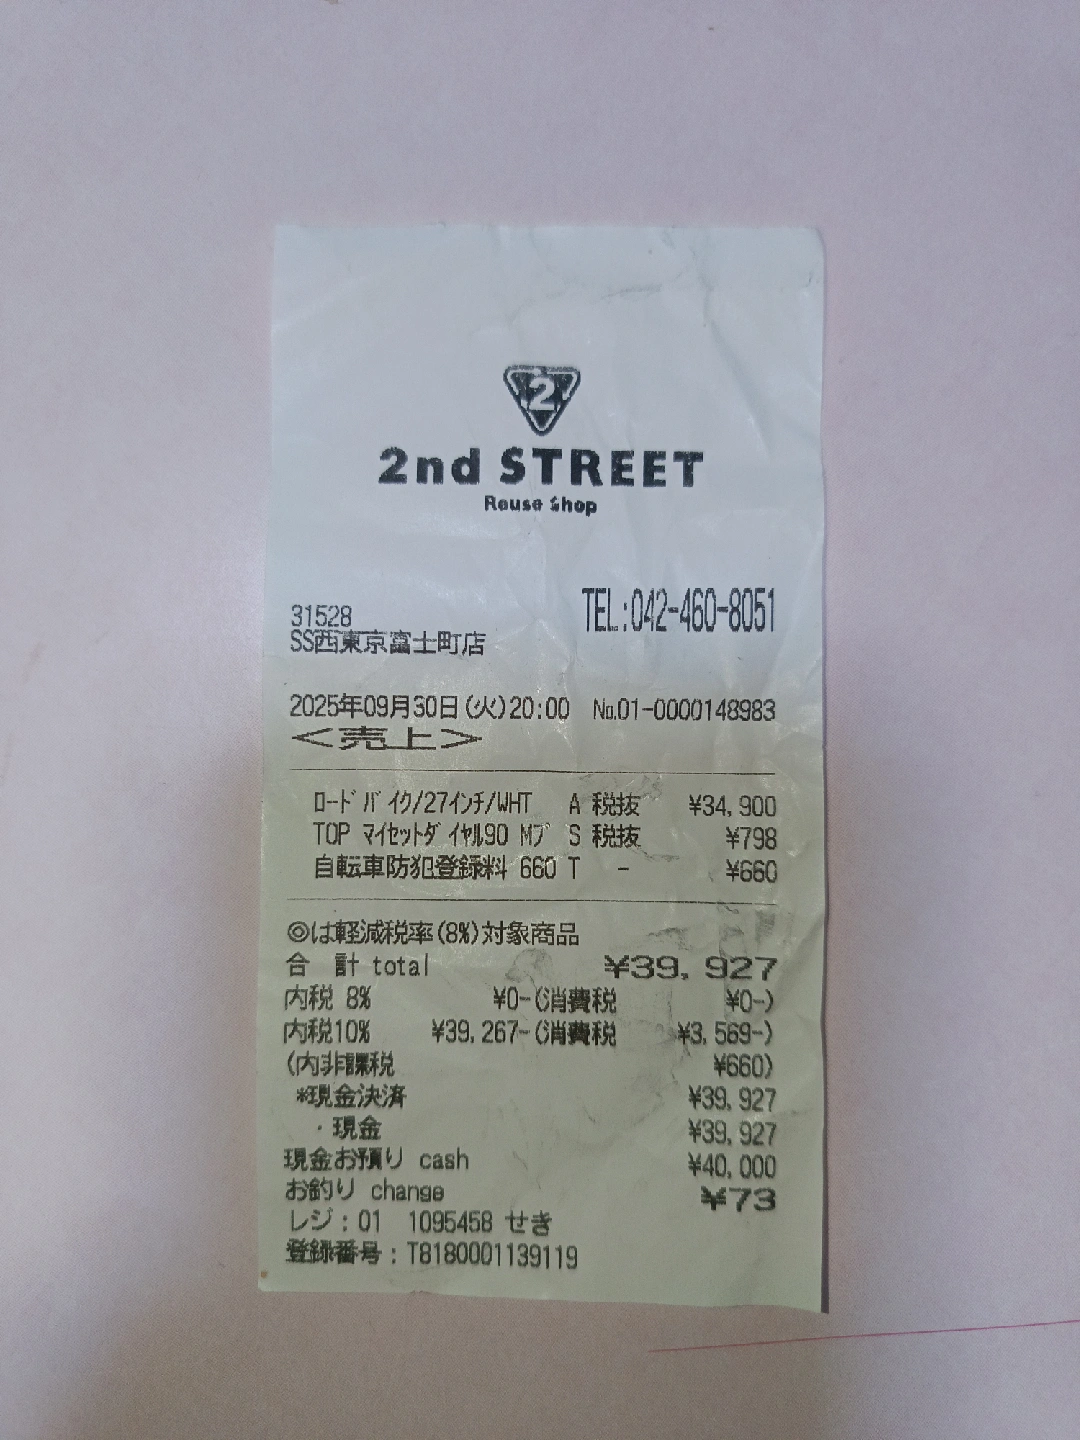 2
2nd STREET
Reuse Shop
TEL:042-460-8051
31528
SS西東京富士町店
2025年09月30日(火)20:00 №01-0000148983
<売上>
ロードバイク/27インチ/WHT A 税抜 ¥34,900
TOP マイセットダイヤル90 Mブ S 税抜 ¥798
自転車防犯登録料 660 T - ¥660
◎は軽減税率(8%)対象商品
合 計 total ¥39,927
内税 8% ¥0-(消費税 ¥0-)
内税10% ¥39,267-(消費税 ¥3,569-)
(内非課税 ¥660)
*現金決済 ¥39,927
・現金 ¥39,927
現金お預り cash ¥40,000
お釣り change ¥73
レジ:01 1095458 せき
登録番号:T8180001139119